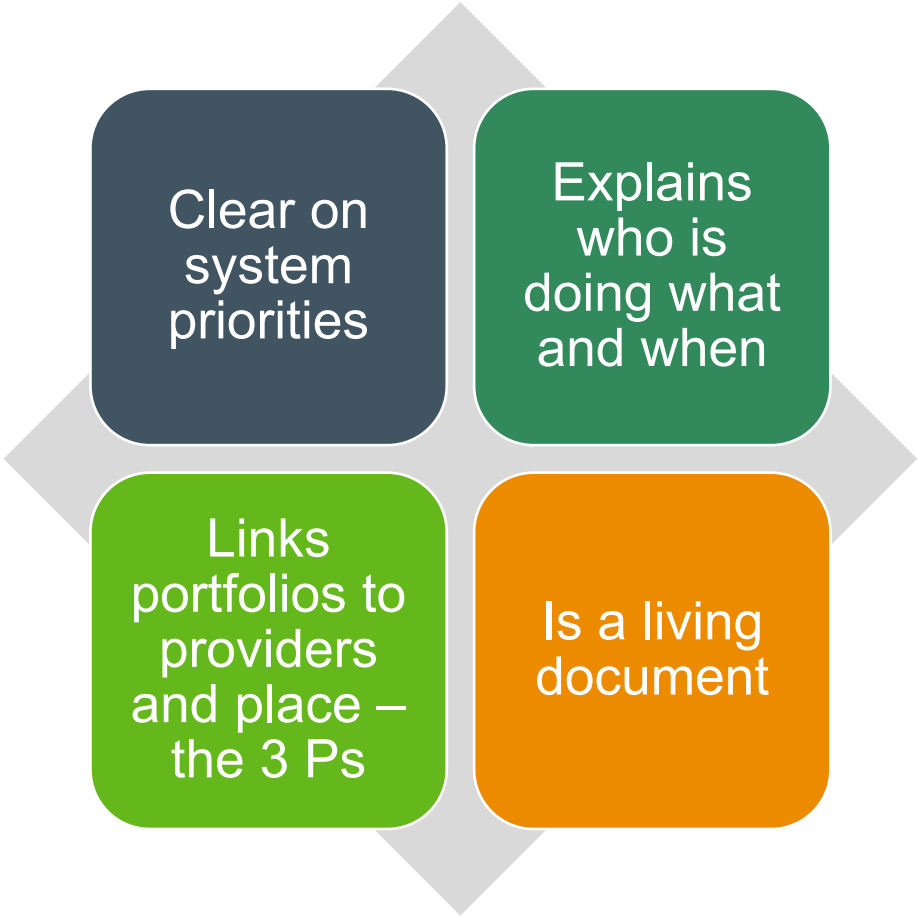 Clear on
system
priorities
Explains
who is
doing what
and when
Links
portfolios to
providers
and place –
the 3 Ps
Is a living
document